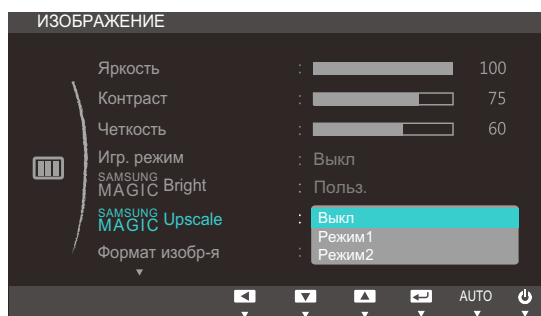 ИЗОБРАЖЕНИЕ
Яркость : 100
Контраст : 75
Четкость : 60
Игр. режим : Выкл
SAMSUNG MAGIC Bright : Польз.
SAMSUNG MAGIC Upscale : Выкл
Режим1
Режим2
Формат изобр-я :
AUTO